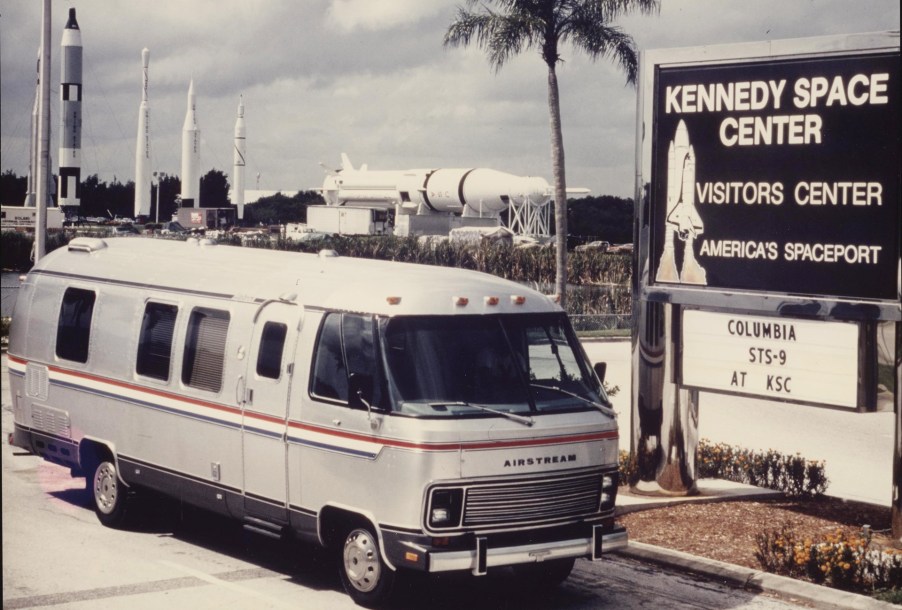 KENNEDY SPACE
CENTER
VISITORS CENTER
AMERICA'S SPACEPORT
COLUMBIA
STS-9
AT KSC
AIRSTREAM